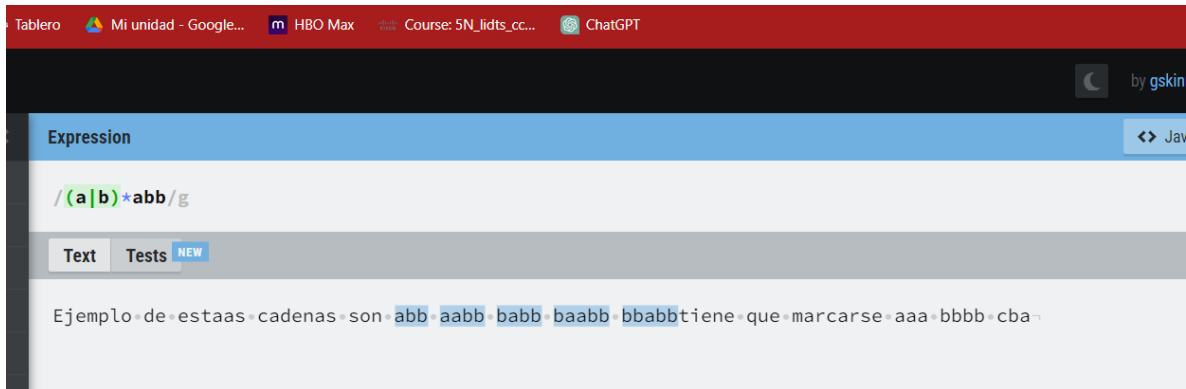 Tablero Mi unidad - Google... HBO Max Course: 5N_lidts_cc... ChatGPT
by gskin
Expression
<> Jav
/(a|b)*abb/g
Text Tests NEW
Ejemplo·de·estaas·cadenas·son·abb·aabb·babb·baabb·bbabbtiene·que·marcarse·aaa·bbbb·cba¬